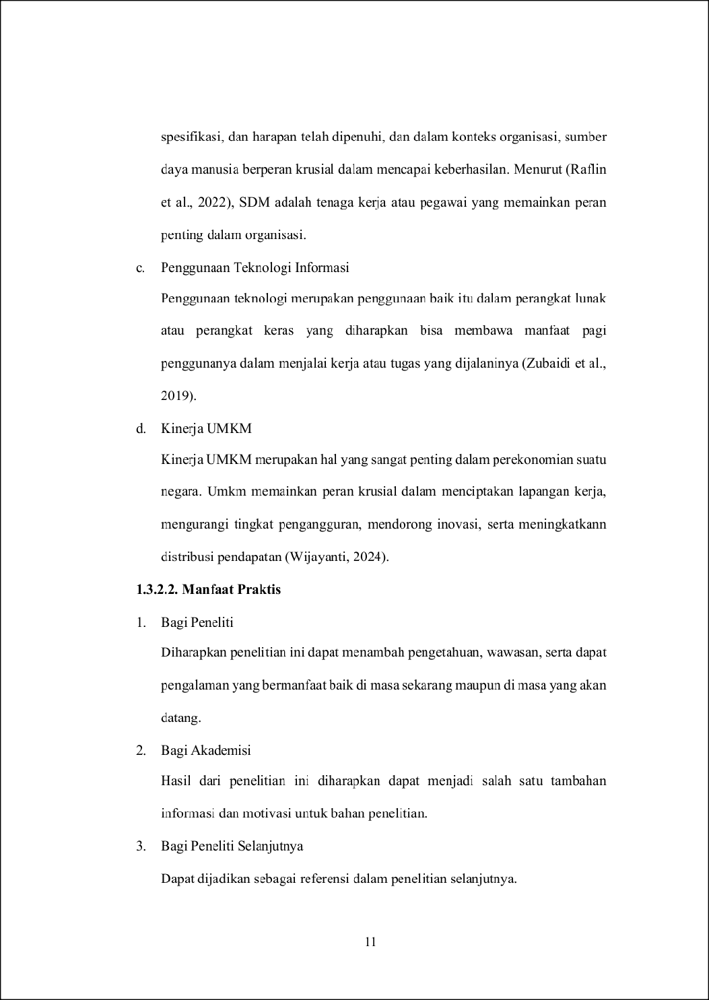 spesifikasi, dan harapan telah dipenuhi, dan dalam konteks organisasi, sumber
daya manusia berperan krusial dalam mencapai keberhasilan. Menurut (Raflin
et al., 2022), SDM adalah tenaga kerja atau pegawai yang memainkan peran
penting dalam organisasi.
c. Penggunaan Teknologi Informasi
Penggunaan teknologi merupakan penggunaan baik itu dalam perangkat lunak
atau perangkat keras yang diharapkan bisa membawa manfaat pagi
penggunanya dalam menjalai kerja atau tugas yang dijalaninya (Zubaidi et al.,
2019).
d. Kinerja UMKM
Kinerja UMKM merupakan hal yang sangat penting dalam perekonomian suatu
negara. Umkm memainkan peran krusial dalam menciptakan lapangan kerja,
mengurangi tingkat pengangguran, mendorong inovasi, serta meningkatkann
distribusi pendapatan (Wijayanti, 2024).
1.3.2.2. Manfaat Praktis
1. Bagi Peneliti
Diharapkan penelitian ini dapat menambah pengetahuan, wawasan, serta dapat
pengalaman yang bermanfaat baik di masa sekarang maupun di masa yang akan
datang.
2. Bagi Akademisi
Hasil dari penelitian ini diharapkan dapat menjadi salah satu tambahan
informasi dan motivasi untuk bahan penelitian.
3. Bagi Peneliti Selanjutnya
Dapat dijadikan sebagai referensi dalam penelitian selanjutnya.
11